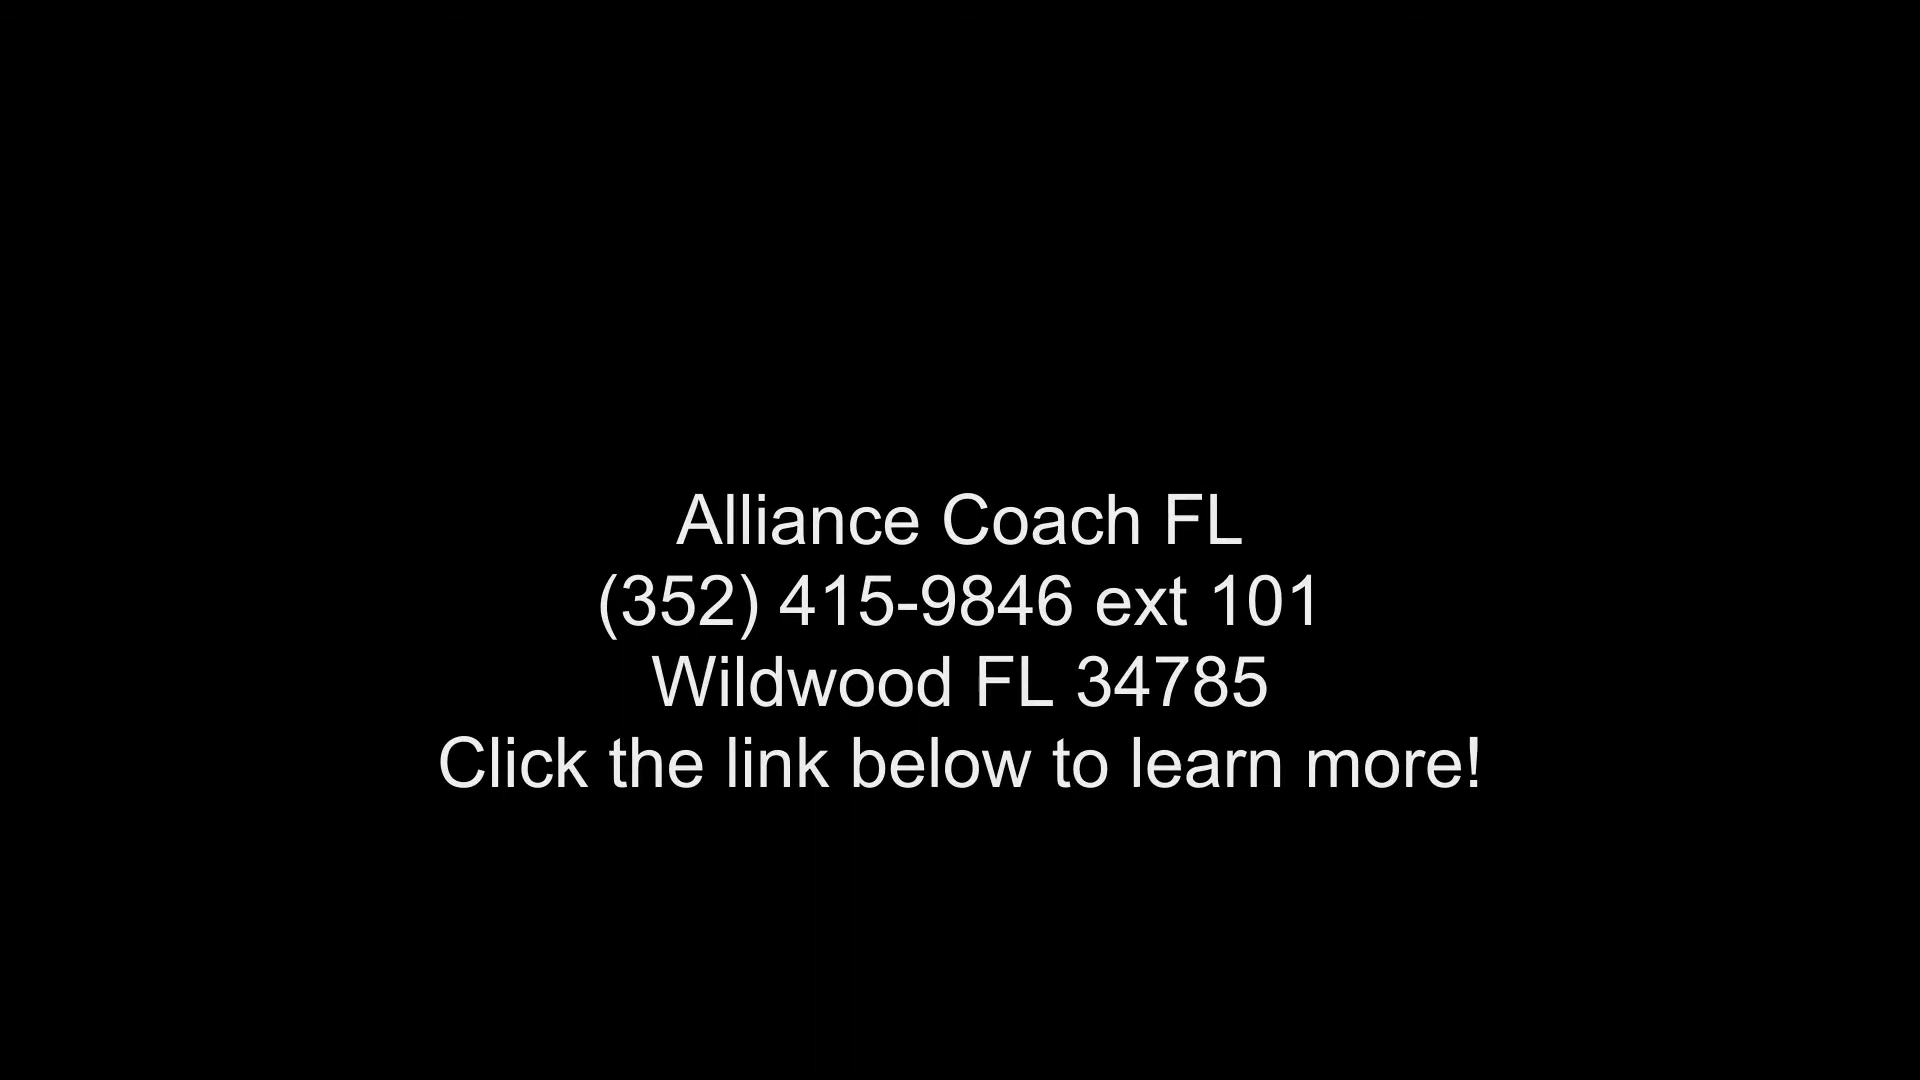 Alliance Coach FL
(352) 415-9846 ext 101
Wildwood FL 34785
Click the link below to learn more!